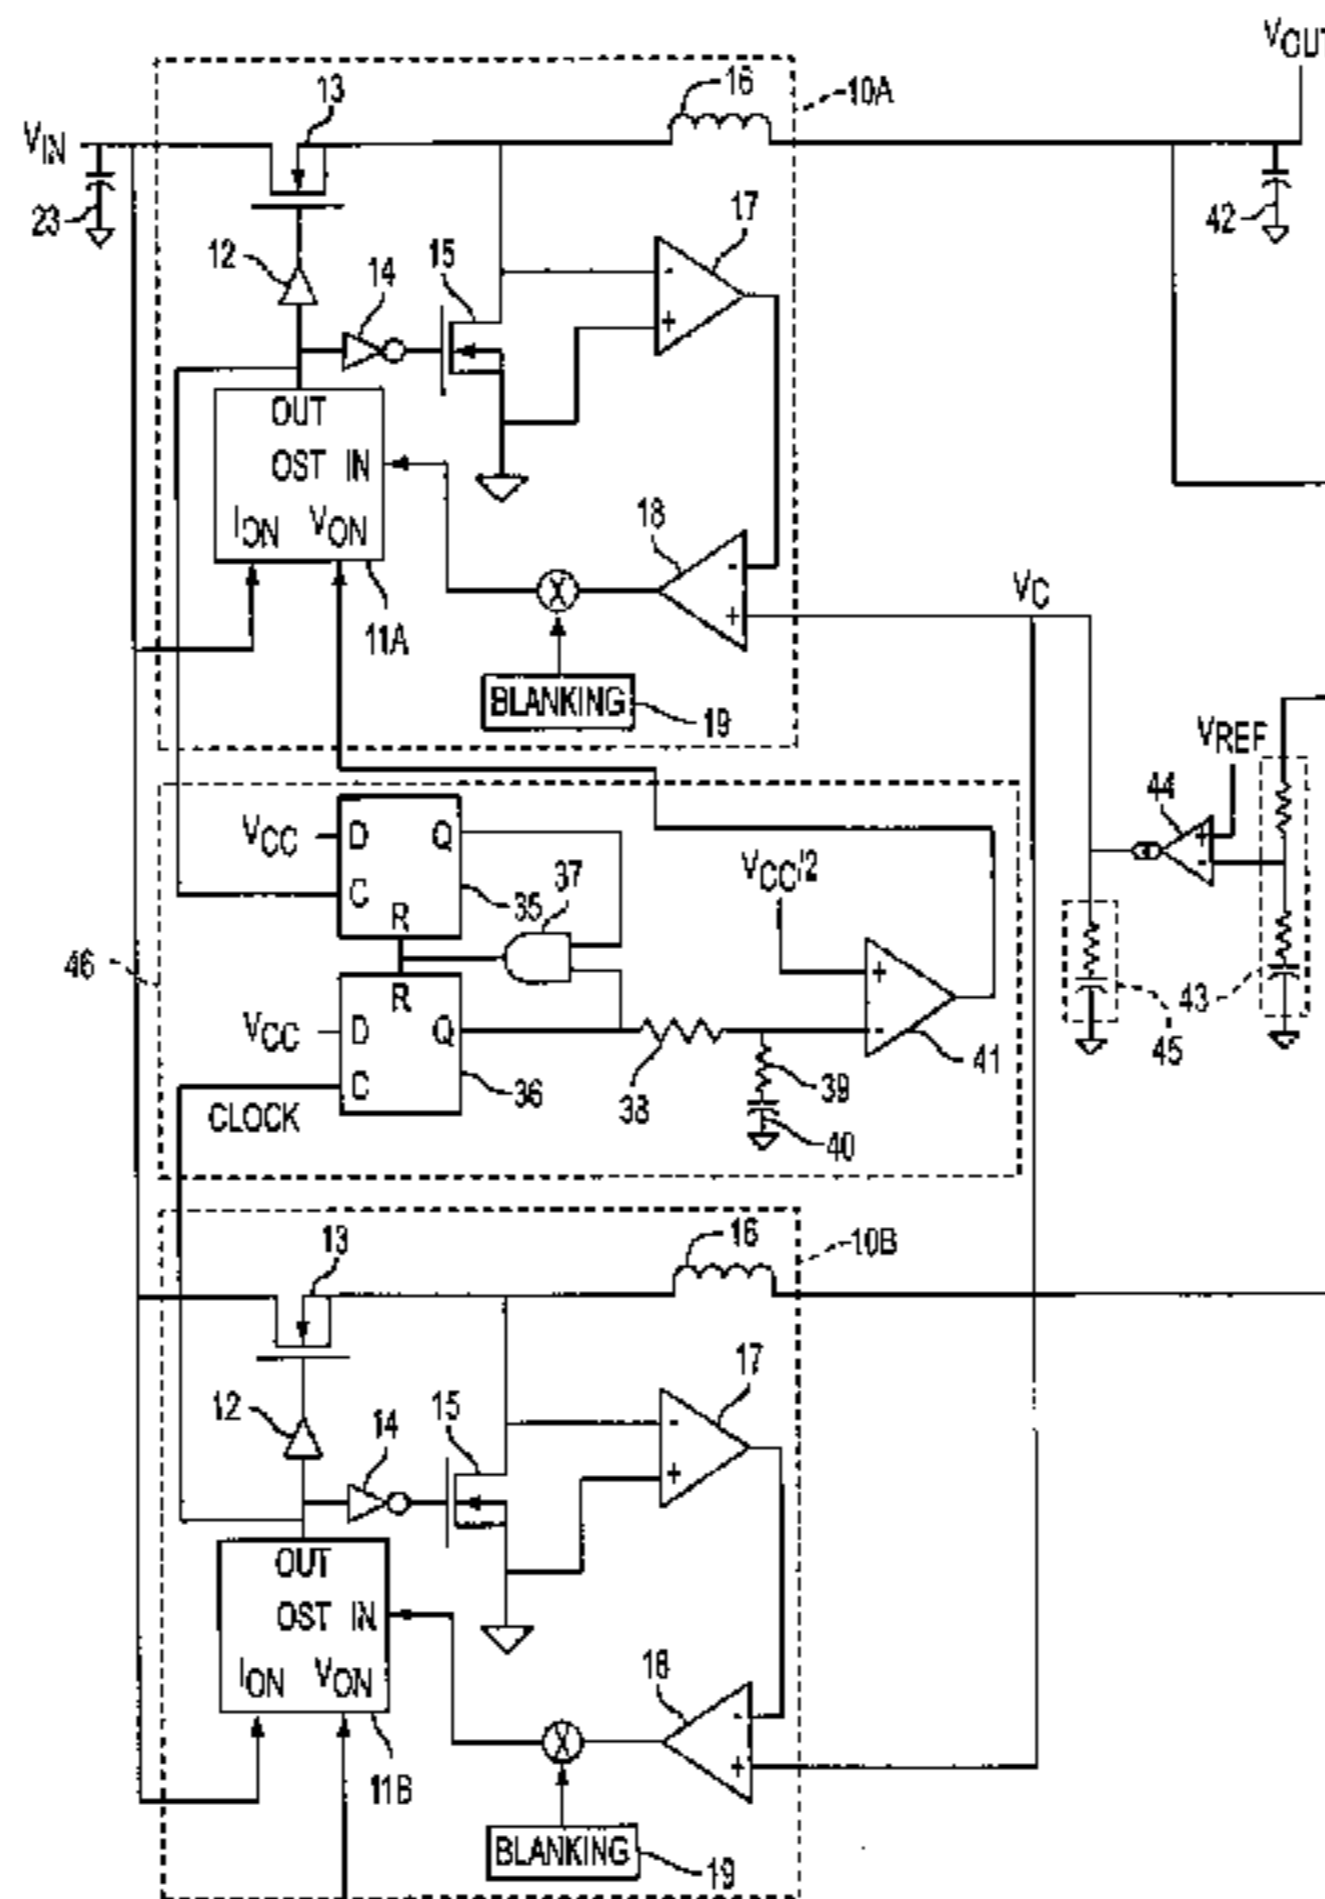 VOUT
16
10A
13
VIN
23
42
17
12
14
15
-
+
OUT
OST IN
ION VON
18
-
+
X
VC
11A
BLANKING
19
VREF
44
+
-
VCC
D
Q
VCC/2
C
35
37
R
46
R
+
-
43
VCC
D
Q
45
C
36
38
39
41
CLOCK
40
16
10B
13
17
12
14
15
-
+
OUT
OST IN
ION VON
18
-
+
X
11B
BLANKING
19